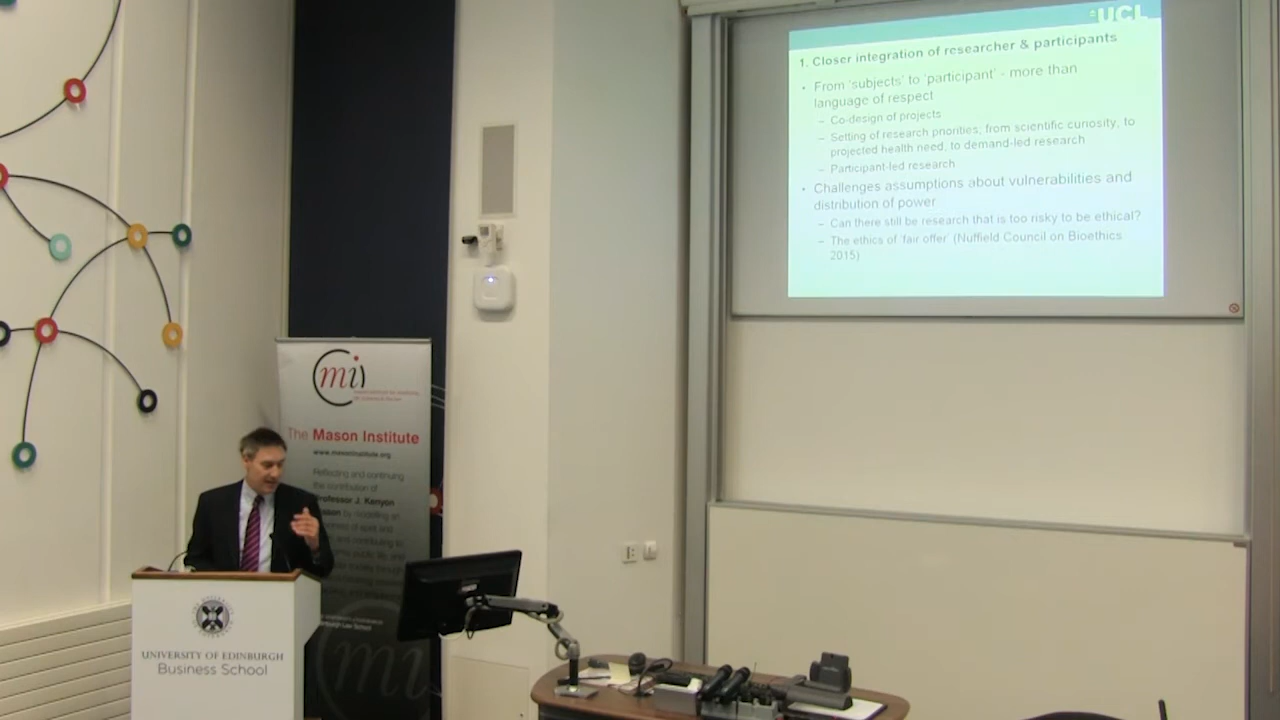 UCL
1. Closer integration of researcher & participants
• From 'subjects' to 'participant' - more than
language of respect
– Co-design of projects
– Setting of research priorities; from scientific curiosity, to
projected health need, to demand-led research
– Participant-led research
• Challenges assumptions about vulnerabilities and
distribution of power
– Can there still be research that is too risky to be ethical?
– The ethics of 'fair offer' (Nuffield Council on Bioethics
2015)
mi
The Mason Institute
www.masoninstitute.org
Reflecting and continuing
the contribution of
Professor J. Kenyon
Mason by modelling an
UNIVERSITY OF EDINBURGH
Business School
mi